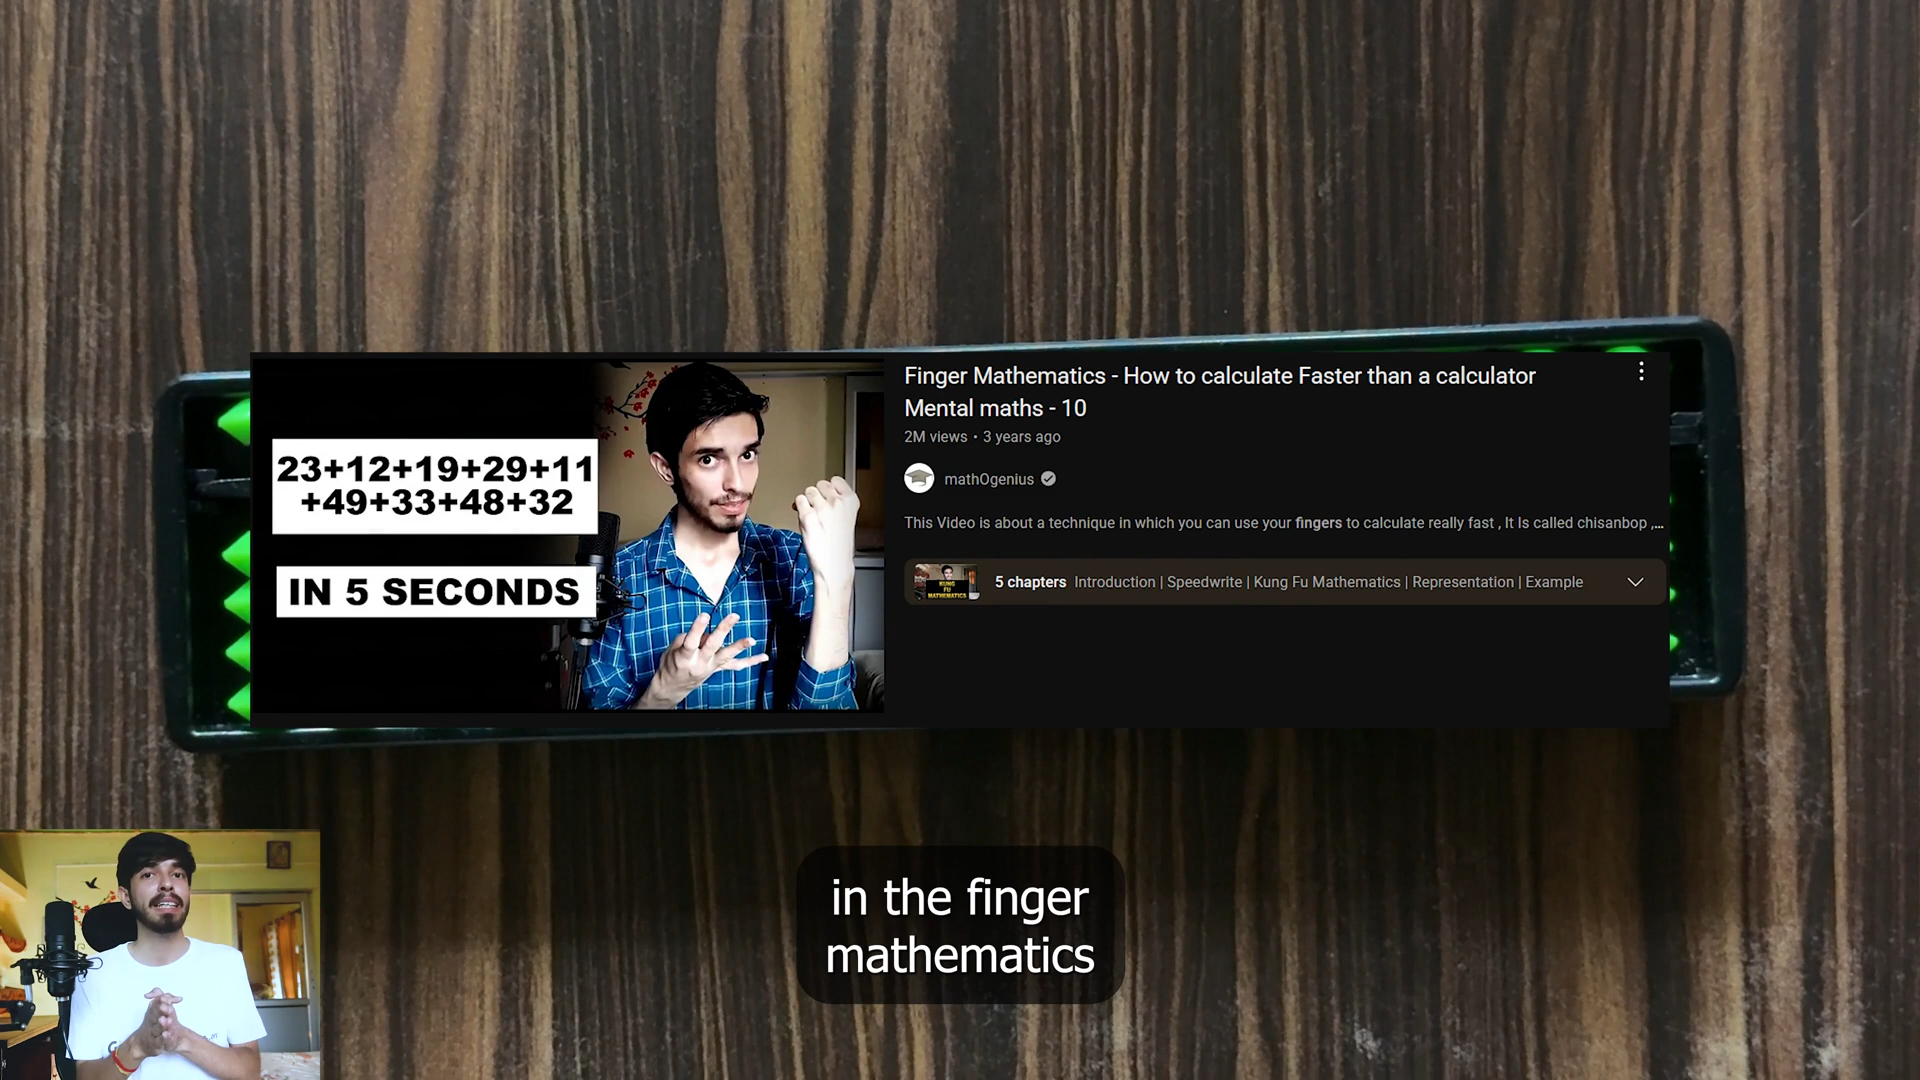 23+12+19+29+11
+49+33+48+32
IN 5 SECONDS
Finger Mathematics - How to calculate Faster than a calculator
Mental maths - 10
2M views • 3 years ago
mathOgenius
This Video is about a technique in which you can use your fingers to calculate really fast , It Is called chisanbop ,...
KUNG
FU
MATHEMATICS
5 chapters Introduction | Speedwrite | Kung Fu Mathematics | Representation | Example
in the finger
mathematics